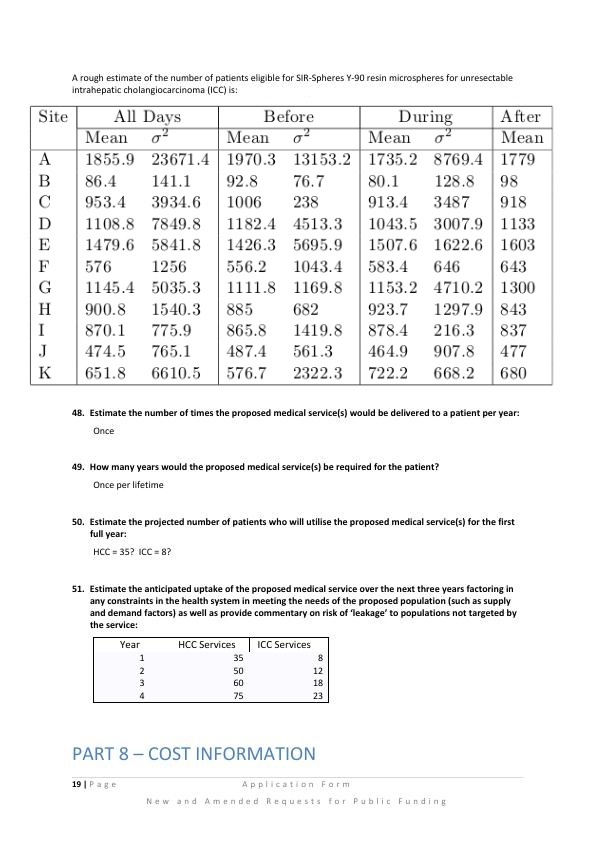 A rough estimate of the number of patients eligible for SIR-Spheres Y-90 resin microspheres for unresectable
intrahepatic cholangiocarcinoma (ICC) is:
Site All Days Before During After
Mean σ² Mean σ² Mean σ² Mean
A 1855.9 23671.4 1970.3 13153.2 1735.2 8769.4 1779
B 86.4 141.1 92.8 76.7 80.1 128.8 98
C 953.4 3934.6 1006 238 913.4 3487 918
D 1108.8 7849.8 1182.4 4513.3 1043.5 3007.9 1133
E 1479.6 5841.8 1426.3 5695.9 1507.6 1622.6 1603
F 576 1256 556.2 1043.4 583.4 646 643
G 1145.4 5035.3 1111.8 1169.8 1153.2 4710.2 1300
H 900.8 1540.3 885 682 923.7 1297.9 843
I 870.1 775.9 865.8 1419.8 878.4 216.3 837
J 474.5 765.1 487.4 561.3 464.9 907.8 477
K 651.8 6610.5 576.7 2322.3 722.2 668.2 680
48. Estimate the number of times the proposed medical service(s) would be delivered to a patient per year:
Once
49. How many years would the proposed medical service(s) be required for the patient?
Once per lifetime
50. Estimate the projected number of patients who will utilise the proposed medical service(s) for the first
full year:
HCC = 35? ICC = 8?
51. Estimate the anticipated uptake of the proposed medical service over the next three years factoring in
any constraints in the health system in meeting the needs of the proposed population (such as supply
and demand factors) as well as provide commentary on risk of ‘leakage’ to populations not targeted by
the service:
Year HCC Services ICC Services
1 35 8
2 50 12
3 60 18
4 75 23
PART 8 – COST INFORMATION
19 | Page Application Form
New and Amended Requests for Public Funding